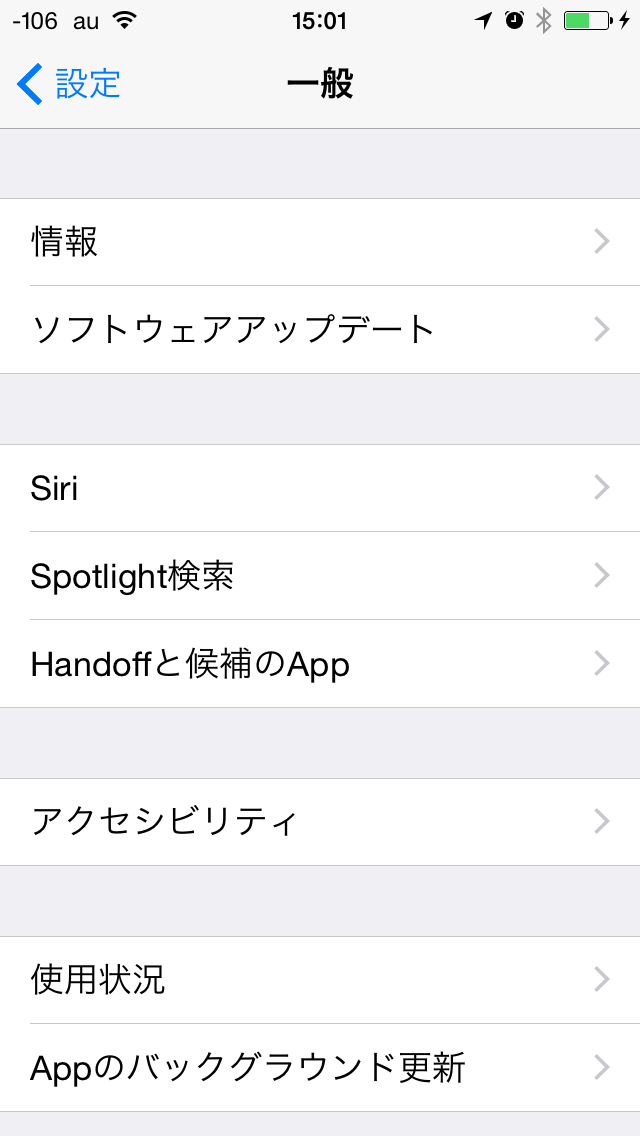 -106 au 15:01
設定 一般
情報
ソフトウェアアップデート
Siri
Spotlight検索
Handoffと候補のApp
アクセシビリティ
使用状況
Appのバックグラウンド更新